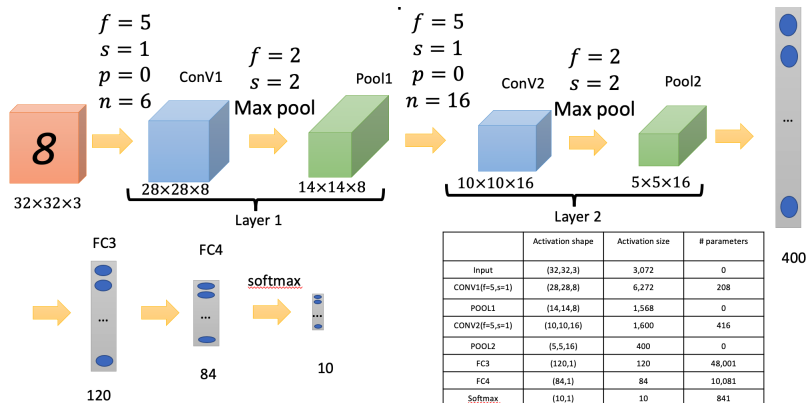 f = 5
s = 1
p = 0
n = 6
ConV1
f = 2
s = 2
Max pool
Pool1
f = 5
s = 1
p = 0
n = 16
ConV2
f = 2
s = 2
Max pool
Pool2
...
8
32×32×3
28×28×8
14×14×8
Layer 1
10×10×16
5×5×16
Layer 2
400
FC3
...
120
FC4
...
84
softmax
...
10
Activation shape Activation size # parameters
Input (32,32,3) 3,072 0
CONV1(f=5,s=1) (28,28,8) 6,272 208
POOL1 (14,14,8) 1,568 0
CONV2(f=5,s=1) (10,10,16) 1,600 416
POOL2 (5,5,16) 400 0
FC3 (120,1) 120 48,001
FC4 (84,1) 84 10,081
Softmax (10,1) 10 841